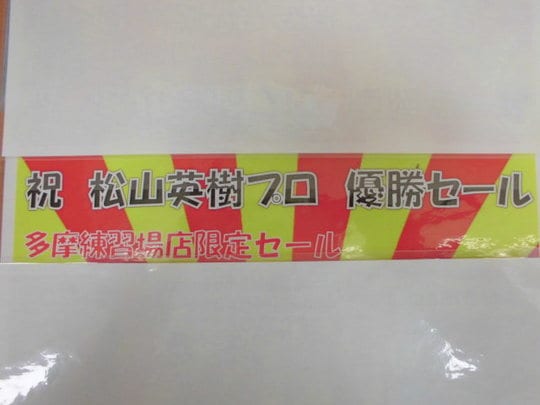 祝 松山英樹プロ 優勝セール
多摩練習場店限定セール